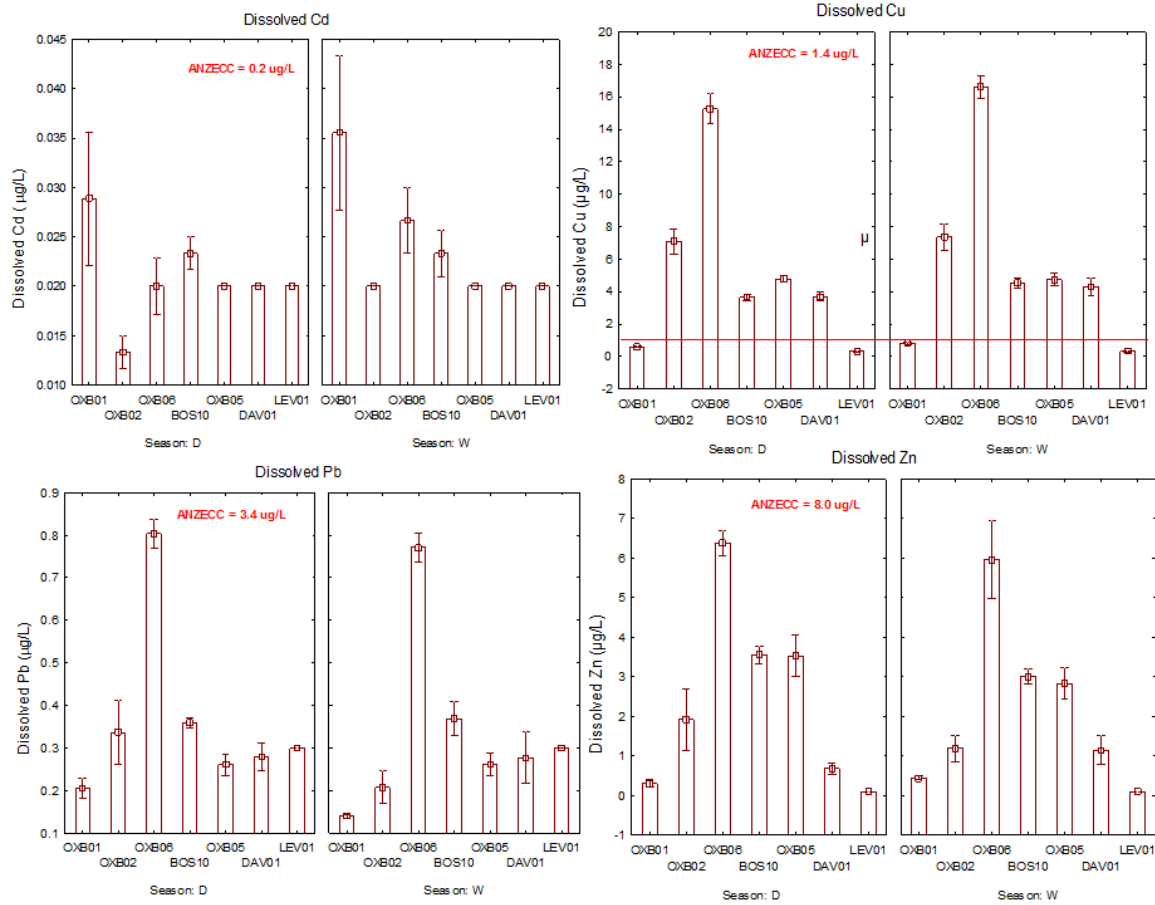 Dissolved Cd
ANZECC = 0.2 ug/L
Dissolved Cd ( µg/L)
0.045
0.040
0.035
0.030
0.025
0.020
0.015
0.010
OXB01 OXB06 OXB05 LEV01
OXB02 BOS10 DAV01
Season: D
OXB01 OXB06 OXB05 LEV01
OXB02 BOS10 DAV01
Season: W
Dissolved Cu
ANZECC = 1.4 ug/L
µ
Dissolved Cu (µg/L)
20
18
16
14
12
10
8
6
4
2
0
-2
OXB01 OXB06 OXB05 LEV01
OXB02 BOS10 DAV01
Season: D
OXB01 OXB06 OXB05 LEV01
OXB02 BOS10 DAV01
Season: W
Dissolved Pb
ANZECC = 3.4 ug/L
Dissolved Pb (µg/L)
0.9
0.8
0.7
0.6
0.5
0.4
0.3
0.2
0.1
OXB01 OXB06 OXB05 LEV01
OXB02 BOS10 DAV01
Season: D
OXB01 OXB06 OXB05 LEV01
OXB02 BOS10 DAV01
Season: W
Dissolved Zn
ANZECC = 8.0 ug/L
Dissolved Zn (µg/L)
8
7
6
5
4
3
2
1
0
-1
OXB01 OXB06 OXB05 LEV01
OXB02 BOS10 DAV01
Season: D
OXB01 OXB06 OXB05 LEV01
OXB02 BOS10 DAV01
Season: W